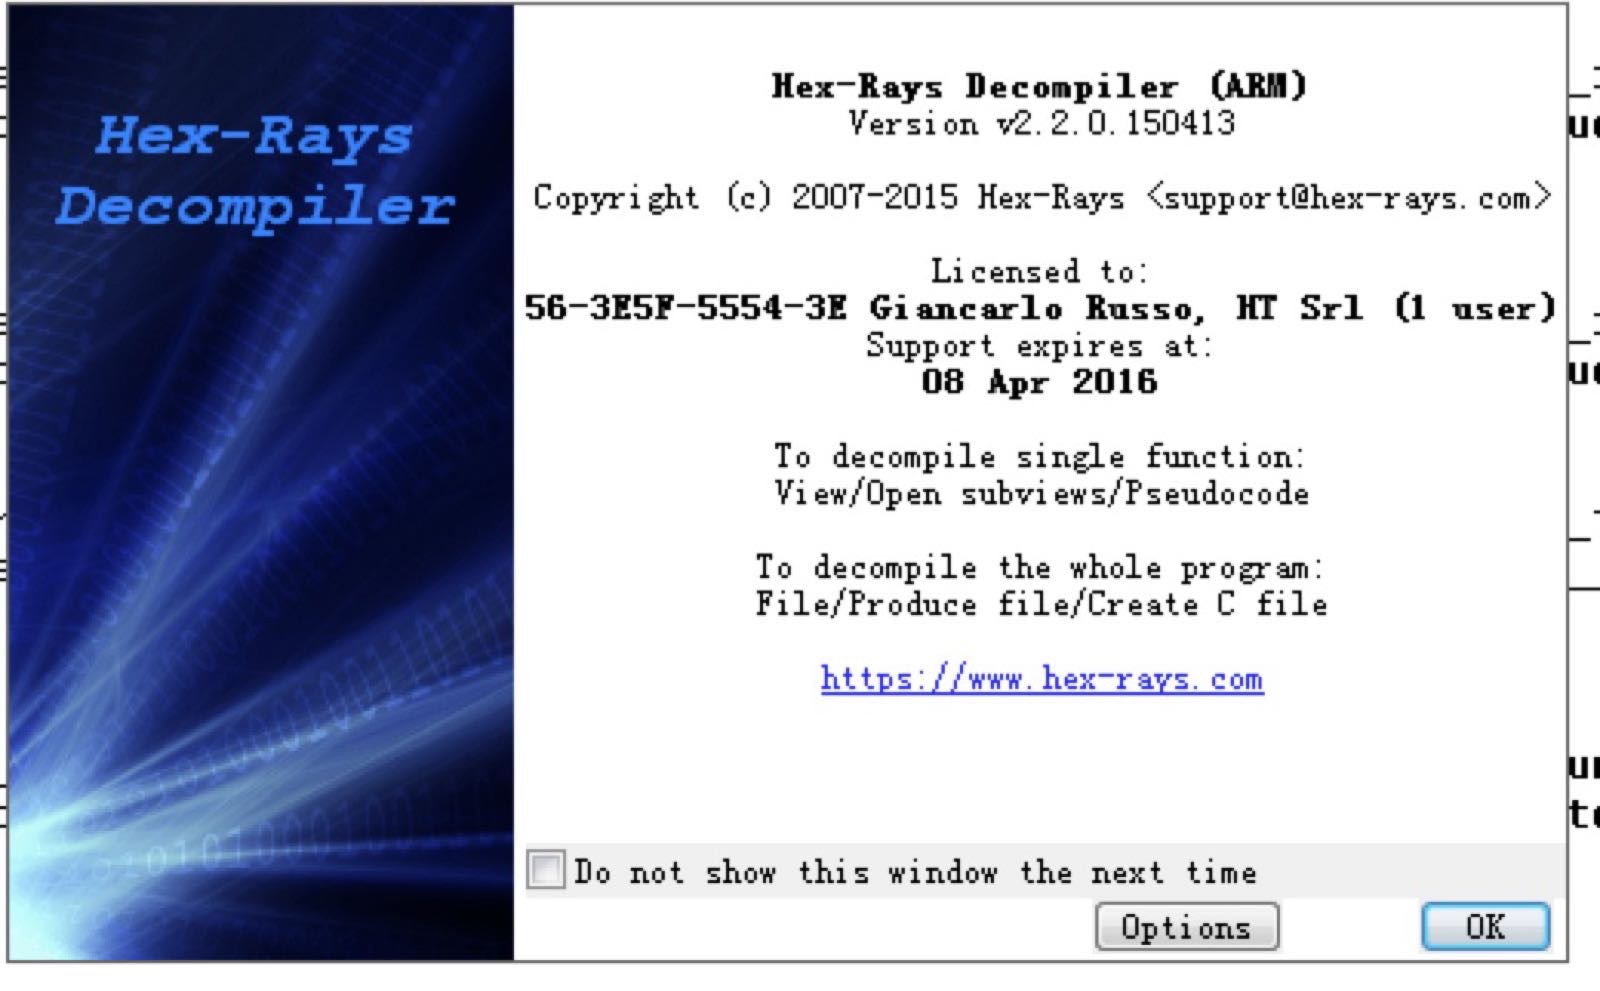 Hex-Rays
Decompiler
Hex-Rays Decompiler (ARM)
Version v2.2.0.150413
Copyright (c) 2007-2015 Hex-Rays <support@hex-rays.com>
Licensed to:
56-3E5F-5554-3E Giancarlo Russo, HT Srl (1 user)
Support expires at:
08 Apr 2016
To decompile single function:
View/Open subviews/Pseudocode
To decompile the whole program:
File/Produce file/Create C file
https://www.hex-rays.com
Do not show this window the next time
Options
OK